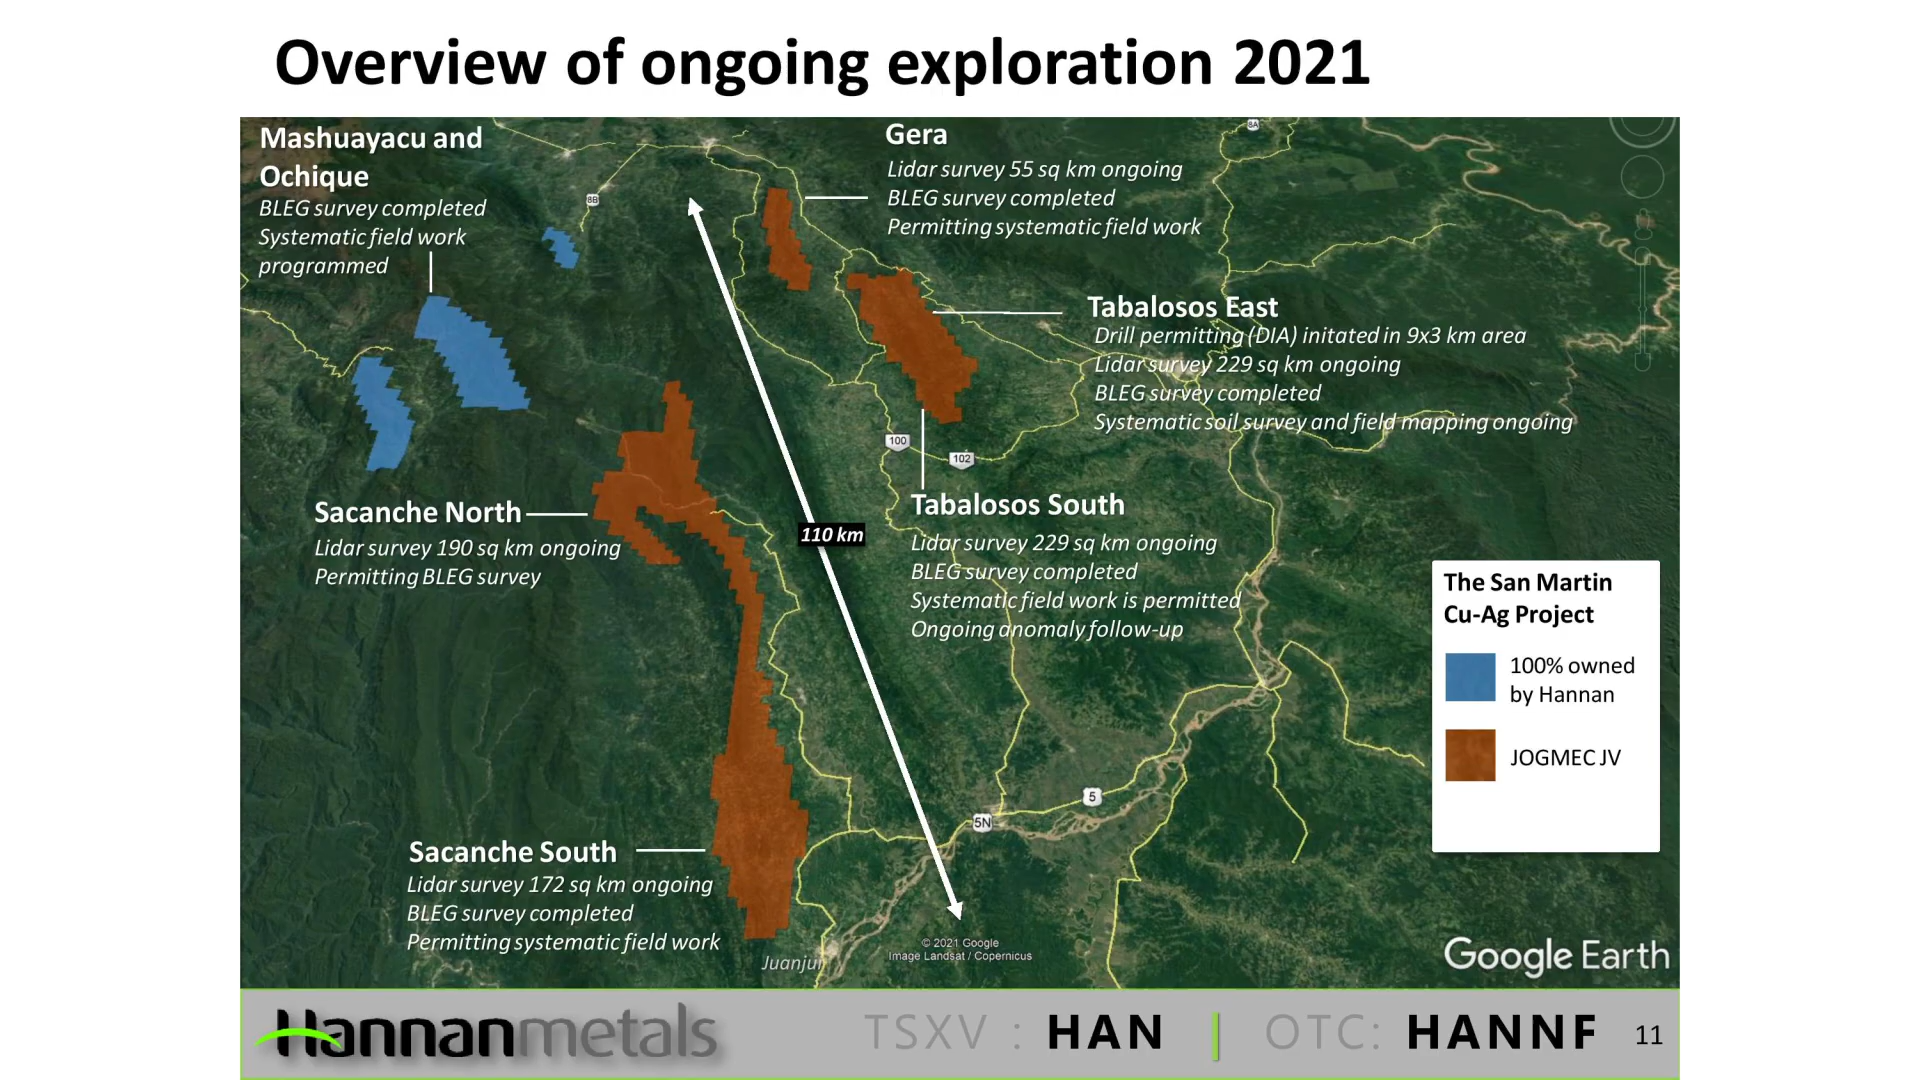 Overview of ongoing exploration 2021
Mashuayacu and
Ochique
BLEG survey completed
Systematic field work
programmed
8B
Gera
Lidar survey 55 sq km ongoing
BLEG survey completed
Permitting systematic field work
8A
Tabalosos East
Drill permitting (DIA) initated in 9x3 km area
Lidar survey 229 sq km ongoing
BLEG survey completed
Systematic soil survey and field mapping ongoing
100
102
Sacanche North
Lidar survey 190 sq km ongoing
Permitting BLEG survey
110 km
Tabalosos South
Lidar survey 229 sq km ongoing
BLEG survey completed
Systematic field work is permitted
Ongoing anomaly follow-up
The San Martin
Cu-Ag Project
100% owned
by Hannan
JOGMEC JV
5
5N
Sacanche South
Lidar survey 172 sq km ongoing
BLEG survey completed
Permitting systematic field work
Juanjui
© 2021 Google
Image Landsat / Copernicus
Google Earth
Hannanmetals
TSXV : HAN | OTC: HANNF
11